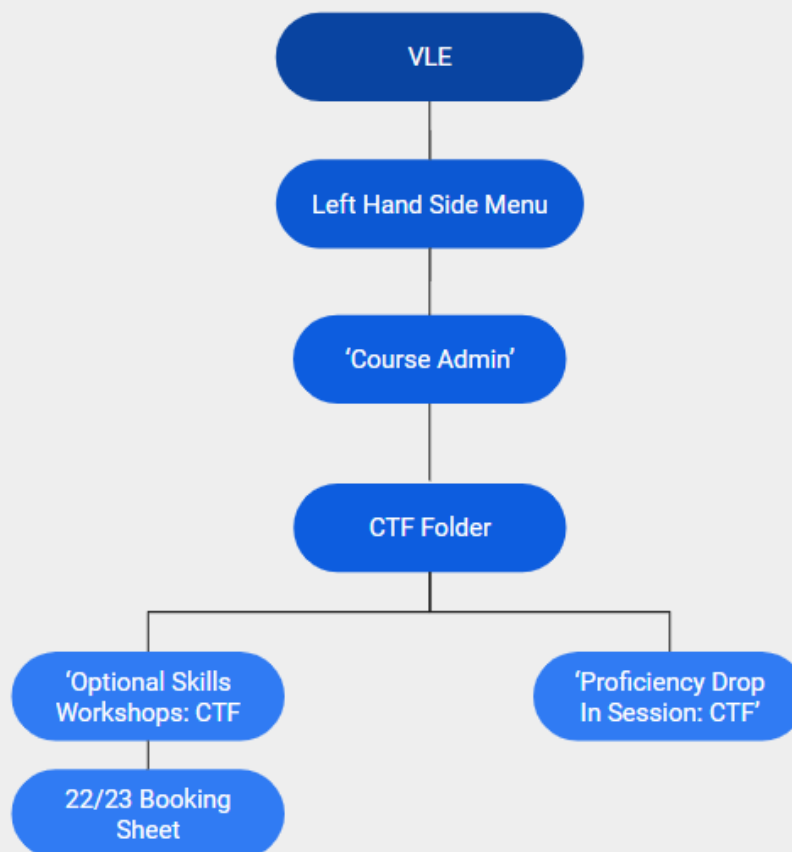 VLE
Left Hand Side Menu
‘Course Admin’
CTF Folder
‘Optional Skills
Workshops: CTF
‘Proficiency Drop
In Session: CTF’
22/23 Booking
Sheet